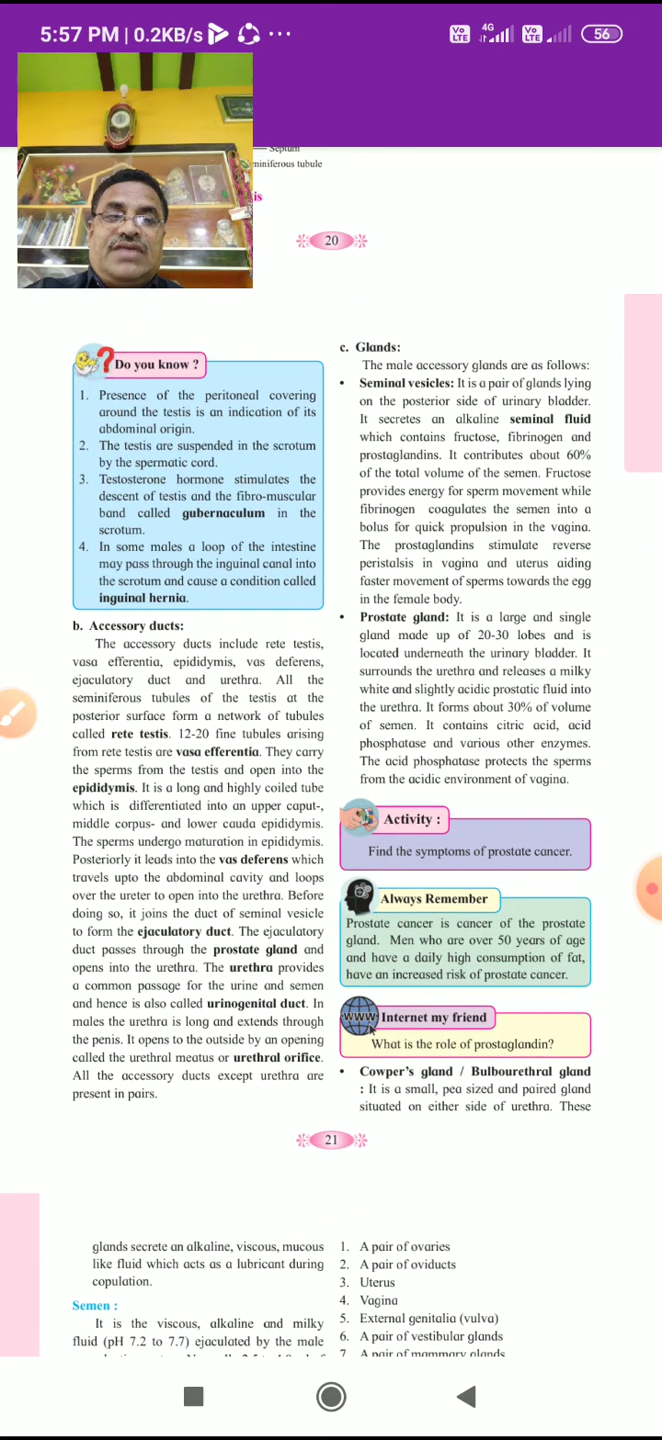 5:57 PM | 0.2KB/s ...
Vo LTE 4G Vo LTE 56
Septum
miniferous tubule
is
20
Do you know ?
1. Presence of the peritoneal covering
around the testis is an indication of its
abdominal origin.
2. The testis are suspended in the scrotum
by the spermatic cord.
3. Testosterone hormone stimulates the
descent of testis and the fibro-muscular
band called gubernaculum in the
scrotum.
4. In some males a loop of the intestine
may pass through the inguinal canal into
the scrotum and cause a condition called
inguinal hernia.
b. Accessory ducts:
The accessory ducts include rete testis,
vasa efferentia, epididymis, vas deferens,
ejaculatory duct and urethra. All the
seminiferous tubules of the testis at the
posterior surface form a network of tubules
called rete testis. 12-20 fine tubules arising
from rete testis are vasa efferentia. They carry
the sperms from the testis and open into the
epididymis. It is a long and highly coiled tube
which is differentiated into an upper caput-,
middle corpus- and lower cauda epididymis.
The sperms undergo maturation in epididymis.
Posteriorly it leads into the vas deferens which
travels upto the abdominal cavity and loops
over the ureter to open into the urethra. Before
doing so, it joins the duct of seminal vesicle
to form the ejaculatory duct. The ejaculatory
duct passes through the prostate gland and
opens into the urethra. The urethra provides
a common passage for the urine and semen
and hence is also called urinogenital duct. In
males the urethra is long and extends through
the penis. It opens to the outside by an opening
called the urethral meatus or urethral orifice.
All the accessory ducts except urethra are
present in pairs.
c. Glands:
The male accessory glands are as follows:
• Seminal vesicles: It is a pair of glands lying
on the posterior side of urinary bladder.
It secretes an alkaline seminal fluid
which contains fructose, fibrinogen and
prostaglandins. It contributes about 60%
of the total volume of the semen. Fructose
provides energy for sperm movement while
fibrinogen coagulates the semen into a
bolus for quick propulsion in the vagina.
The prostaglandins stimulate reverse
peristalsis in vagina and uterus aiding
faster movement of sperms towards the egg
in the female body.
• Prostate gland: It is a large and single
gland made up of 20-30 lobes and is
located underneath the urinary bladder. It
surrounds the urethra and releases a milky
white and slightly acidic prostatic fluid into
the urethra. It forms about 30% of volume
of semen. It contains citric acid, acid
phosphatase and various other enzymes.
The acid phosphatase protects the sperms
from the acidic environment of vagina.
Activity :
Find the symptoms of prostate cancer.
Always Remember
Prostate cancer is cancer of the prostate
gland. Men who are over 50 years of age
and have a daily high consumption of fat,
have an increased risk of prostate cancer.
www Internet my friend
What is the role of prostaglandin?
• Cowper's gland / Bulbourethral gland
: It is a small, pea sized and paired gland
situated on either side of urethra. These
21
glands secrete an alkaline, viscous, mucous
like fluid which acts as a lubricant during
copulation.
Semen :
It is the viscous, alkaline and milky
fluid (pH 7.2 to 7.7) ejaculated by the male
1. A pair of ovaries
2. A pair of oviducts
3. Uterus
4. Vagina
5. External genitalia (vulva)
6. A pair of vestibular glands
7. A pair of mammary glands